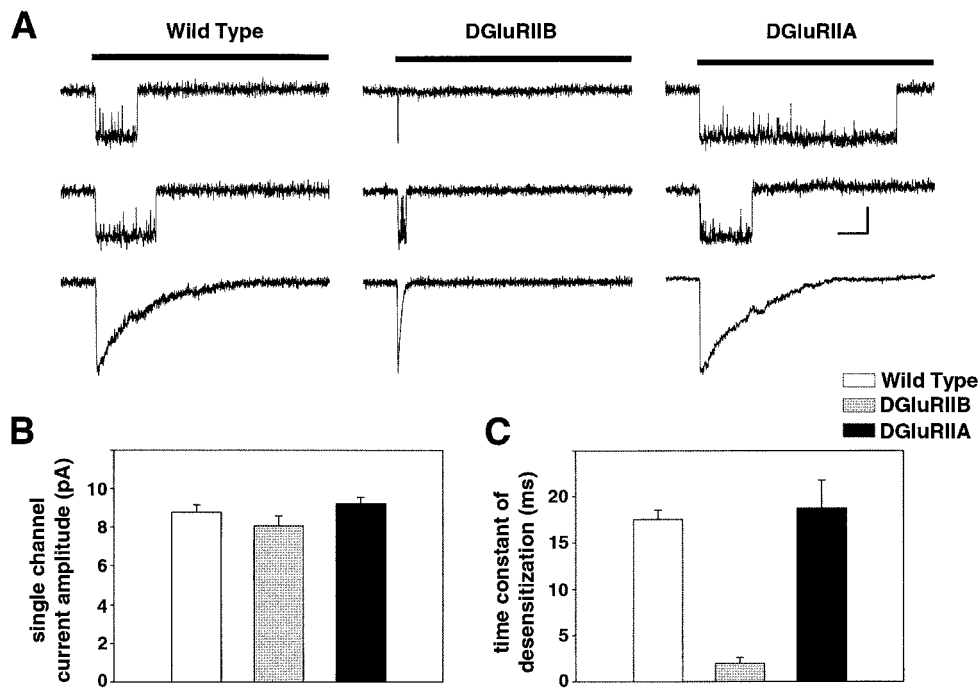 A
Wild Type
DGluRIIB
DGluRIIA
Wild Type
DGluRIIB
DGluRIIA
B
single channel
current amplitude (pA)
10
8
6
4
2
0
C
time constant of
desensitization (ms)
20
15
10
5
0